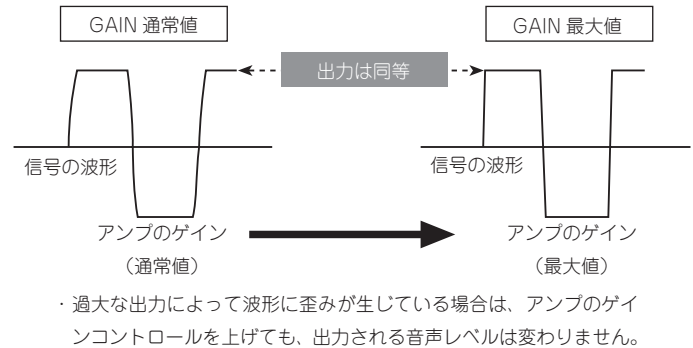 GAIN 通常値
GAIN 最大値
出力は同等
信号の波形
信号の波形
アンプのゲイン
（通常値）
アンプのゲイン
（最大値）
・過大な出力によって波形に歪みが生じている場合は、アンプのゲイ
ンコントロールを上げても、出力される音声レベルは変わりません。